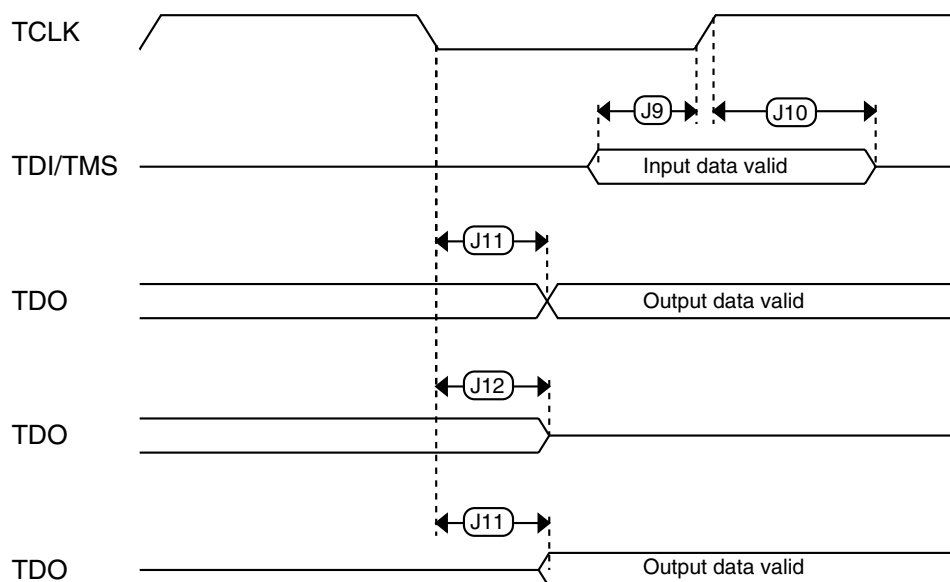 TCLK
J9
J10
TDI/TMS
Input data valid
J11
TDO
Output data valid
J12
TDO
J11
TDO
Output data valid